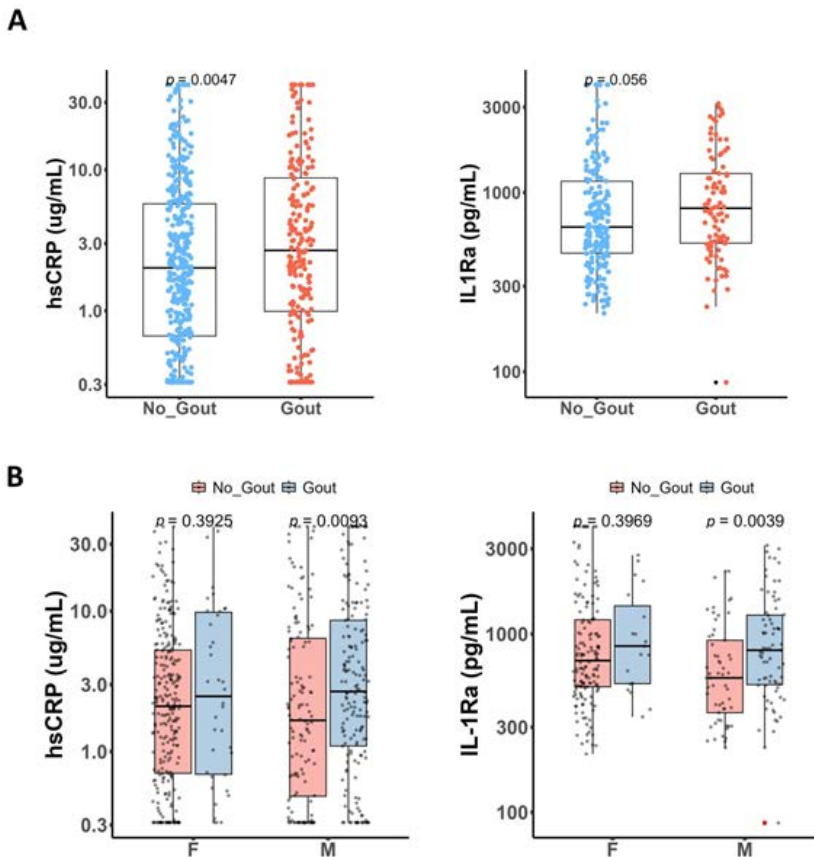 A
p = 0.0047
30.0
10.0
3.0
1.0
0.3
hsCRP (ug/mL)
No_Gout
Gout
p = 0.056
3000
1000
300
100
IL1Ra (pg/mL)
No_Gout
Gout
B
No_Gout Gout
p = 0.3925
p = 0.0093
30.0
10.0
3.0
1.0
0.3
hsCRP (ug/mL)
F
M
No_Gout Gout
p = 0.3969
p = 0.0039
3000
1000
300
100
IL-1Ra (pg/mL)
F
M